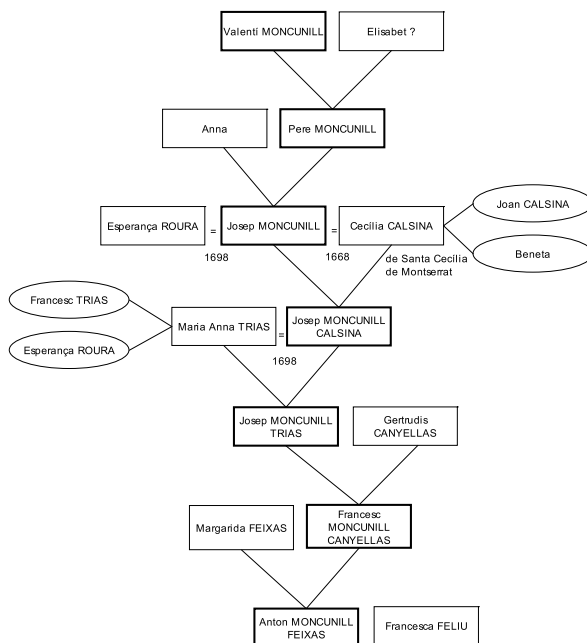 Valentí MONCUNILL
Elisabet ?
Anna
Pere MONCUNILL
Esperança ROURA
=
1698
Josep MONCUNILL
=
1668
Cecília CALSINA
Joan CALSINA
Beneta
de Santa Cecília
de Montserrat
Francesc TRIAS
Esperança ROURA
Maria Anna TRIAS
=
1698
Josep MONCUNILL
CALSINA
Josep MONCUNILL
TRIAS
Gertrudis
CANYELLAS
Margarida FEIXAS
Francesc
MONCUNILL
CANYELLAS
Anton MONCUNILL
FEIXAS
Francesca FELIU